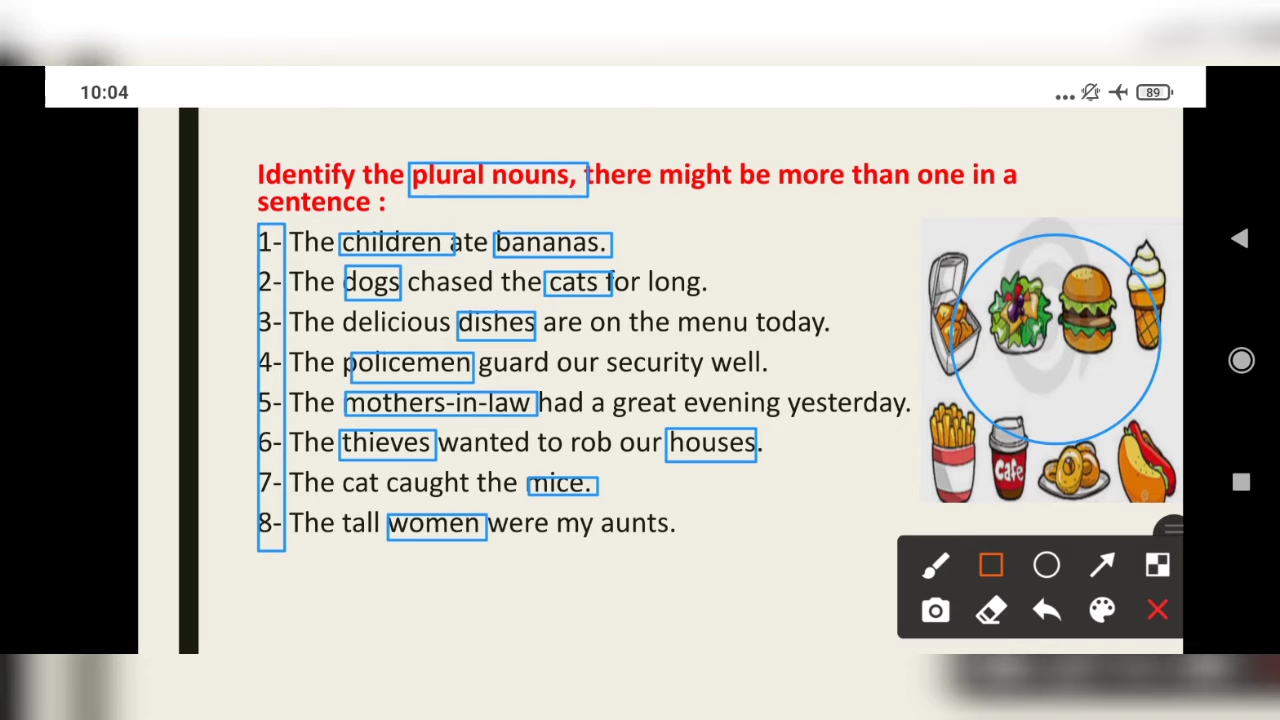 10:04
89
Identify the plural nouns, there might be more than one in a
sentence :
1- The children ate bananas.
2- The dogs chased the cats for long.
3- The delicious dishes are on the menu today.
4- The policemen guard our security well.
5- The mothers-in-law had a great evening yesterday.
6- The thieves wanted to rob our houses.
7- The cat caught the mice.
8- The tall women were my aunts.
Cafe